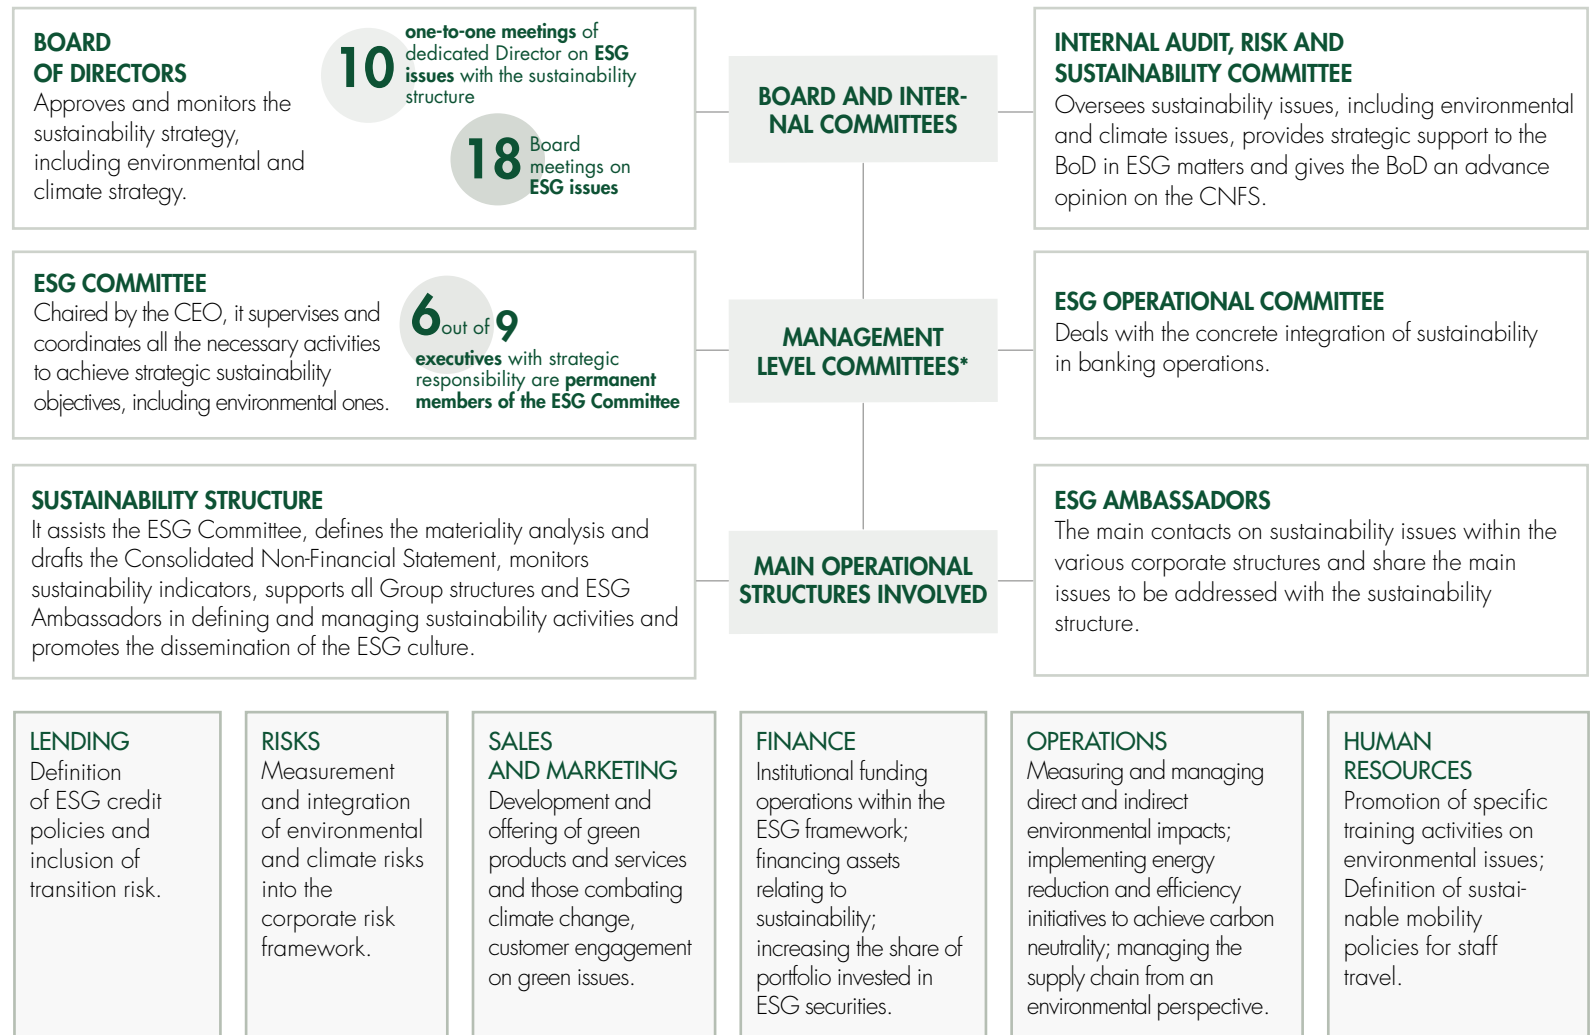 BOARD
OF DIRECTORS
Approves and monitors the
sustainability strategy,
including environmental and
climate strategy.
10
one-to-one meetings of
dedicated Director on ESG
issues with the sustainability
structure
18
Board
meetings on
ESG issues
BOARD AND INTER-
NAL COMMITTEES
INTERNAL AUDIT, RISK AND
SUSTAINABILITY COMMITTEE
Oversees sustainability issues, including environmental
and climate issues, provides strategic support to the
BoD in ESG matters and gives the BoD an advance
opinion on the CNFS.
ESG COMMITTEE
Chaired by the CEO, it supervises and
coordinates all the necessary activities
to achieve strategic sustainability
objectives, including environmental ones.
6 out of 9
executives with strategic
responsibility are permanent
members of the ESG Committee
MANAGEMENT
LEVEL COMMITTEES*
ESG OPERATIONAL COMMITTEE
Deals with the concrete integration of sustainability
in banking operations.
SUSTAINABILITY STRUCTURE
It assists the ESG Committee, defines the materiality analysis and
drafts the Consolidated Non-Financial Statement, monitors
sustainability indicators, supports all Group structures and ESG
Ambassadors in defining and managing sustainability activities and
promotes the dissemination of the ESG culture.
MAIN OPERATIONAL
STRUCTURES INVOLVED
ESG AMBASSADORS
The main contacts on sustainability issues within the
various corporate structures and share the main
issues to be addressed with the sustainability
structure.
LENDING
Definition
of ESG credit
policies and
inclusion of
transition risk.
RISKS
Measurement
and integration
of environmental
and climate risks
into the
corporate risk
framework.
SALES
AND MARKETING
Development and
offering of green
products and services
and those combating
climate change,
customer engagement
on green issues.
FINANCE
Institutional funding
operations within the
ESG framework;
financing assets
relating to
sustainability;
increasing the share of
portfolio invested in
ESG securities.
OPERATIONS
Measuring and managing
direct and indirect
environmental impacts;
implementing energy
reduction and efficiency
initiatives to achieve carbon
neutrality; managing the
supply chain from an
environmental perspective.
HUMAN
RESOURCES
Promotion of specific
training activities on
environmental issues;
Definition of sustai-
nable mobility
policies for staff
travel.